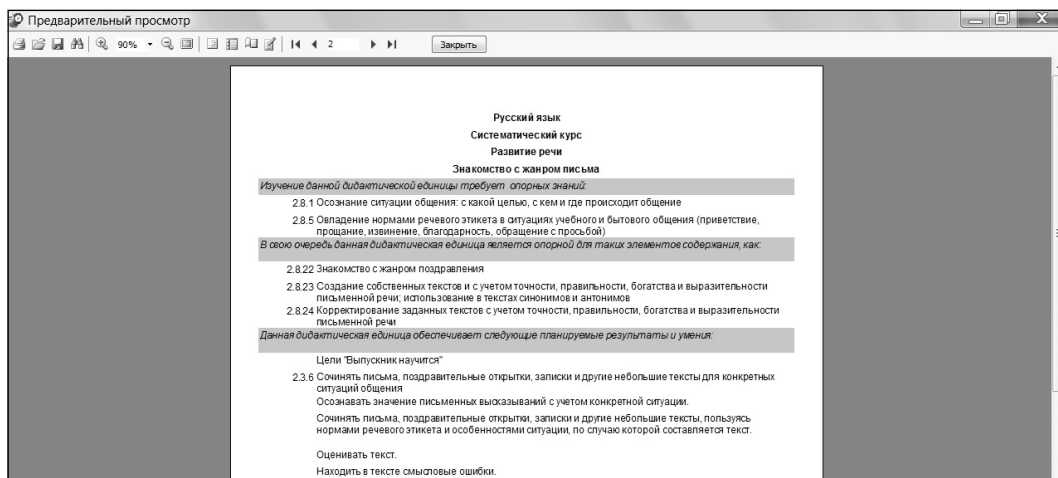 Предварительный просмотр
90%
2
Закрыть
Русский язык
Систематический курс
Развитие речи
Знакомство с жанром письма
Изучение данной дидактической единицы требует опорных знаний:
2.8.1 Осознание ситуации общения: с какой целью, с кем и где происходит общение
2.8.5 Овладение нормами речевого этикета в ситуациях учебного и бытового общения (приветствие,
прощание, извинение, благодарность, обращение с просьбой)
В свою очередь данная дидактическая единица является опорной для таких элементов содержания, как:
2.8.22 Знакомство с жанром поздравления
2.8.23 Создание собственных текстов и с учетом точности, правильности, богатства и выразительности
письменной речи; использование в текстах синонимов и антонимов
2.8.24 Корректирование заданных текстов с учетом точности, правильности, богатства и выразительности
письменной речи
Данная дидактическая единица обеспечивает следующие планируемые результаты и умения:
Цели "Выпускник научится"
2.3.6 Сочинять письма, поздравительные открытки, записки и другие небольшие тексты для конкретных
ситуаций общения
Осознавать значение письменных высказываний с учетом конкретной ситуации.
Сочинять письма, поздравительные открытки, записки и другие небольшие тексты, пользуясь
нормами речевого этикета и особенностями ситуации, по случаю которой составляется текст.
Оценивать текст.
Находить в тексте смысловые ошибки.